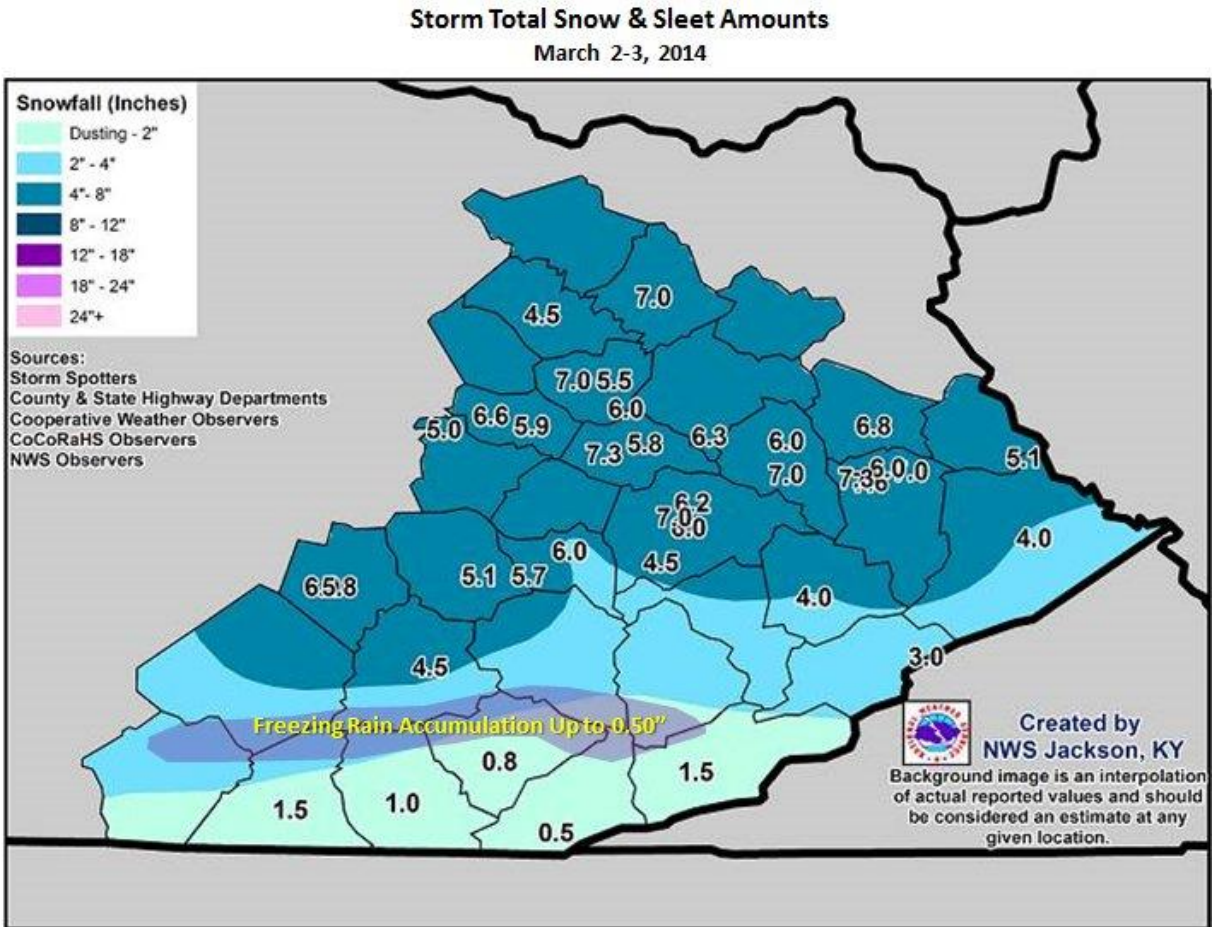 Storm Total Snow & Sleet Amounts
March 2-3, 2014
Snowfall (Inches)
Dusting - 2"
2" - 4"
4"- 8"
8" - 12"
12" - 18"
18" - 24"
24"+
Sources:
Storm Spotters
County & State Highway Departments
Cooperative Weather Observers
CoCoRaHS Observers
NWS Observers
7.0
4.5
7.0 5.5
6.0
5.0 6.6 5.9
6.3 6.0 6.8
7.3 5.8
7.0
6.0
5.1
6.2
7.0
4.5
6.0
4.0
5.1 5.7
4.0
4.5
3.0
Freezing Rain Accumulation Up to 0.50”
0.8
1.5
1.5
1.0
0.5
NATIONAL WEATHER SERVICE
Created by
NWS Jackson, KY
Background image is an interpolation
of actual reported values and should
be considered an estimate at any
given location.